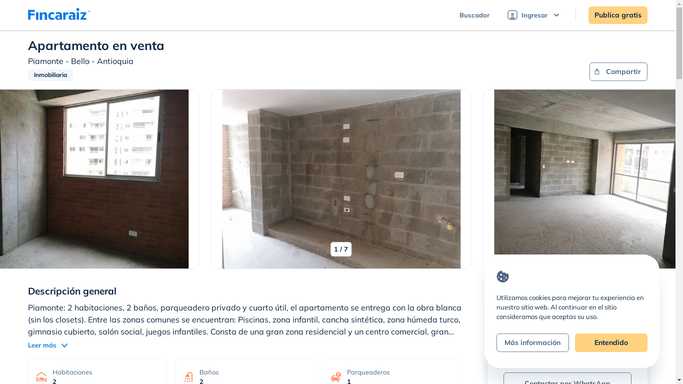 Fincaraiz
Buscador
Ingresar
Publica gratis
Apartamento en venta
Piamonte - Bello - Antioquia
Inmobiliaria
Compartir
1 / 7
Descripción general
Piamonte: 2 habitaciones, 2 baños, parqueadero privado y cuarto útil, el apartamento se entrega con la obra blanca
(sin los closets). Entre las zonas comunes se encuentran: Piscinas, zona infantil, cancha sintética, zona húmeda turco,
gimnasio cubierto, salón social, juegos infantiles. Consta de una gran zona residencial y un centro comercial, gran...
Leer más
Habitaciones
2
Baños
2
Parqueaderos
1
Utilizamos cookies para mejorar tu experiencia en
nuestro sitio web. Al continuar en el sitio
consideramos que aceptas su uso.
Más información
Entendido
Contactar por WhatsApp